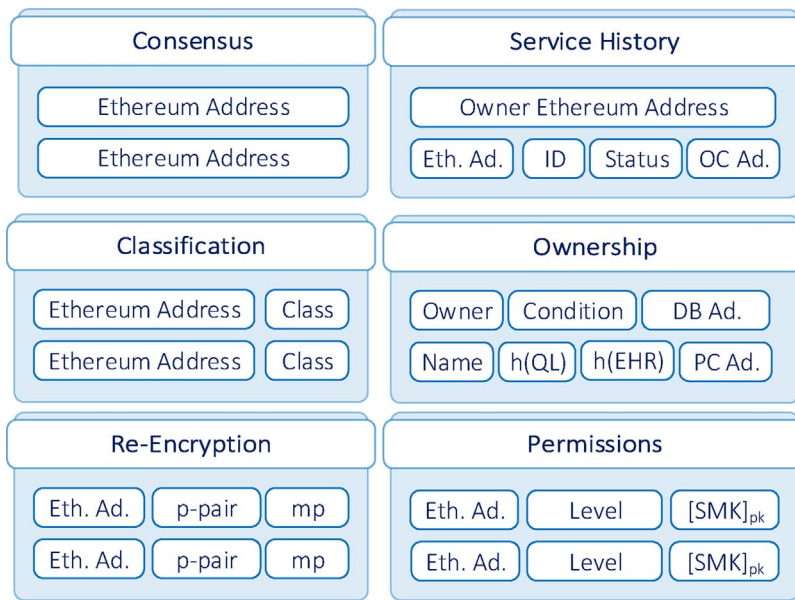 Consensus
Ethereum Address
Ethereum Address
Service History
Owner Ethereum Address
Eth. Ad. ID Status OC Ad.
Classification
Ethereum Address Class
Ethereum Address Class
Ownership
Owner Condition DB Ad.
Name h(QL) h(EHR) PC Ad.
Re-Encryption
Eth. Ad. p-pair mp
Eth. Ad. p-pair mp
Permissions
Eth. Ad. Level [SMK]pk
Eth. Ad. Level [SMK]pk